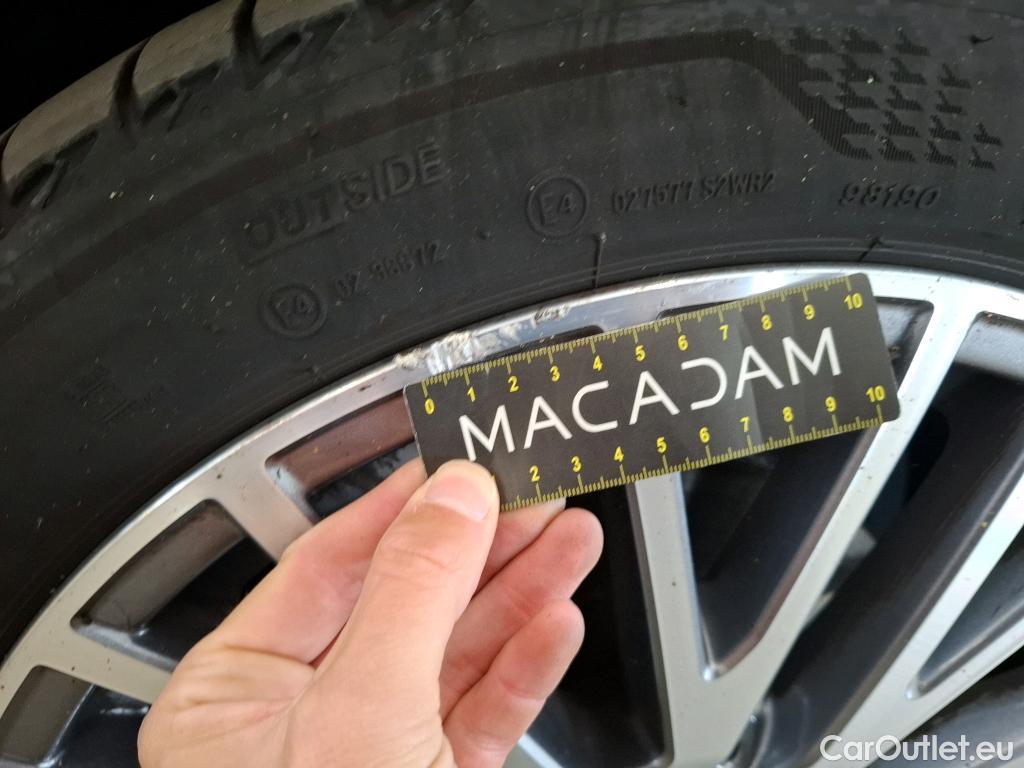 OUTSIDE
E4 027577 S2WR2
98190
E4 02 38672
0 1 2 3 4 5 6 7 8 9 10
MACADAM
2 3 4 5 6 7 8 9 10
CarOutlet.eu